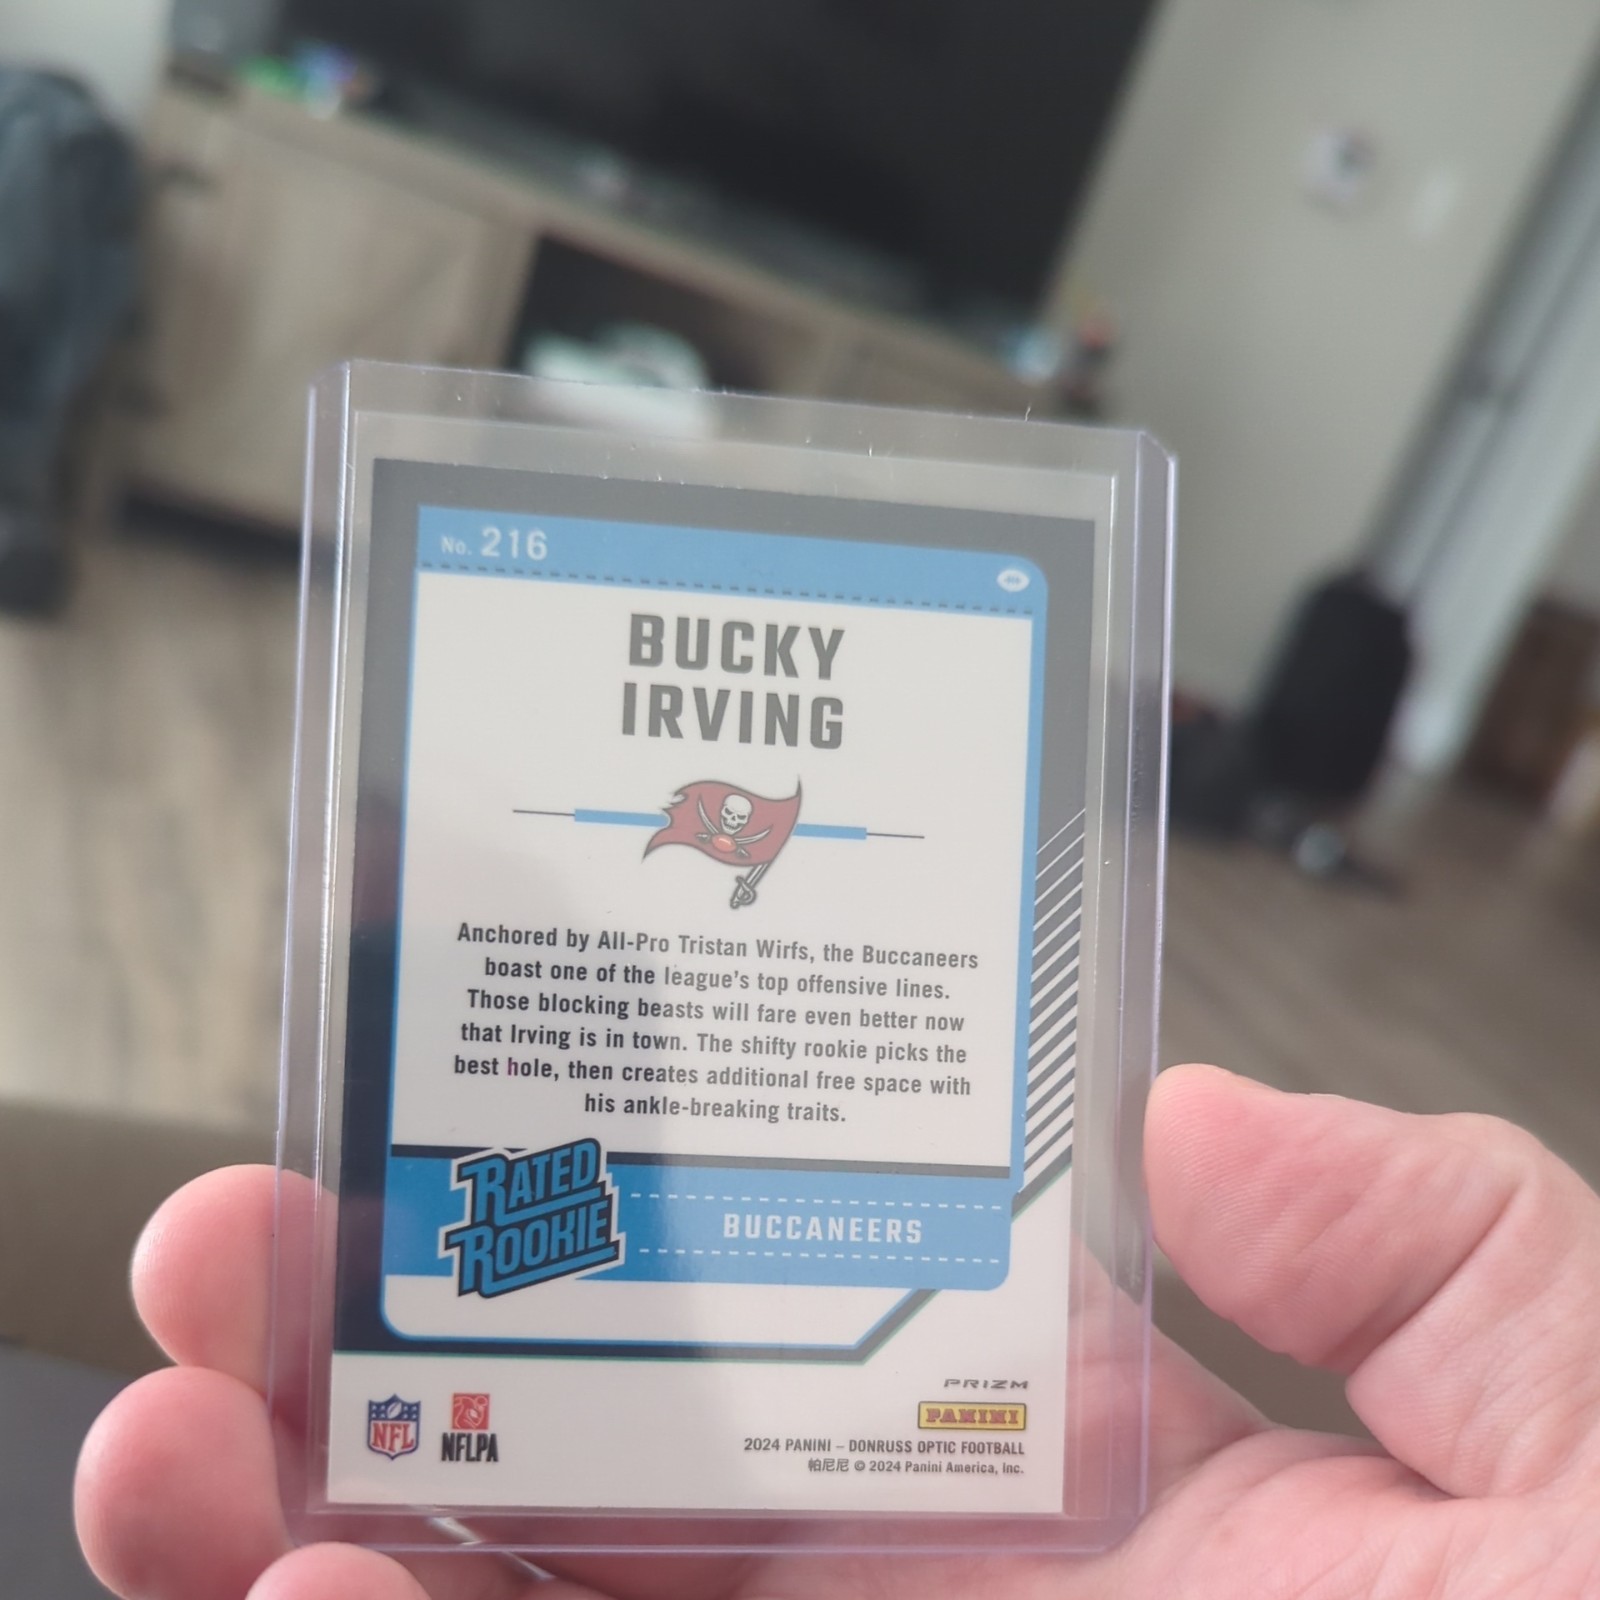 No. 216
BUCKY
IRVING
Anchored by All-Pro Tristan Wirfs, the Buccaneers
boast one of the league's top offensive lines.
Those blocking beasts will fare even better now
that Irving is in town. The shifty rookie picks the
best hole, then creates additional free space with
his ankle-breaking traits.
RATED
ROOKIE
BUCCANEERS
NFL
NFLPA
PRIZM
PANINI
2024 PANINI – DONRUSS OPTIC FOOTBALL
帕尼尼 © 2024 Panini America, Inc.